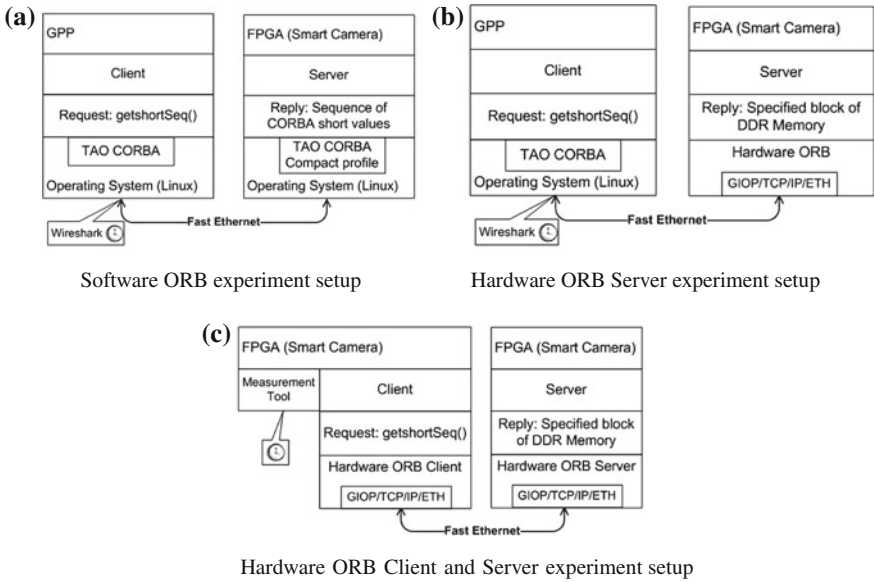 (a)
GPP
Client
Request: getshortSeq()
TAO CORBA
Operating System (Linux)
Wireshark
FPGA (Smart Camera)
Server
Reply: Sequence of
CORBA short values
TAO CORBA
Compact profile
Operating System (Linux)
Fast Ethernet
Software ORB experiment setup
(b)
GPP
Client
Request: getshortSeq()
TAO CORBA
Operating System (Linux)
Wireshark
FPGA (Smart Camera)
Server
Reply: Specified block of
DDR Memory
Hardware ORB
GIOP/TCP/IP/ETH
Fast Ethernet
Hardware ORB Server experiment setup
(c)
FPGA (Smart Camera)
Measurement
Tool
Client
Request: getshortSeq()
Hardware ORB Client
GIOP/TCP/IP/ETH
FPGA (Smart Camera)
Server
Reply: Specified block
of DDR Memory
Hardware ORB Server
GIOP/TCP/IP/ETH
Fast Ethernet
Hardware ORB Client and Server experiment setup